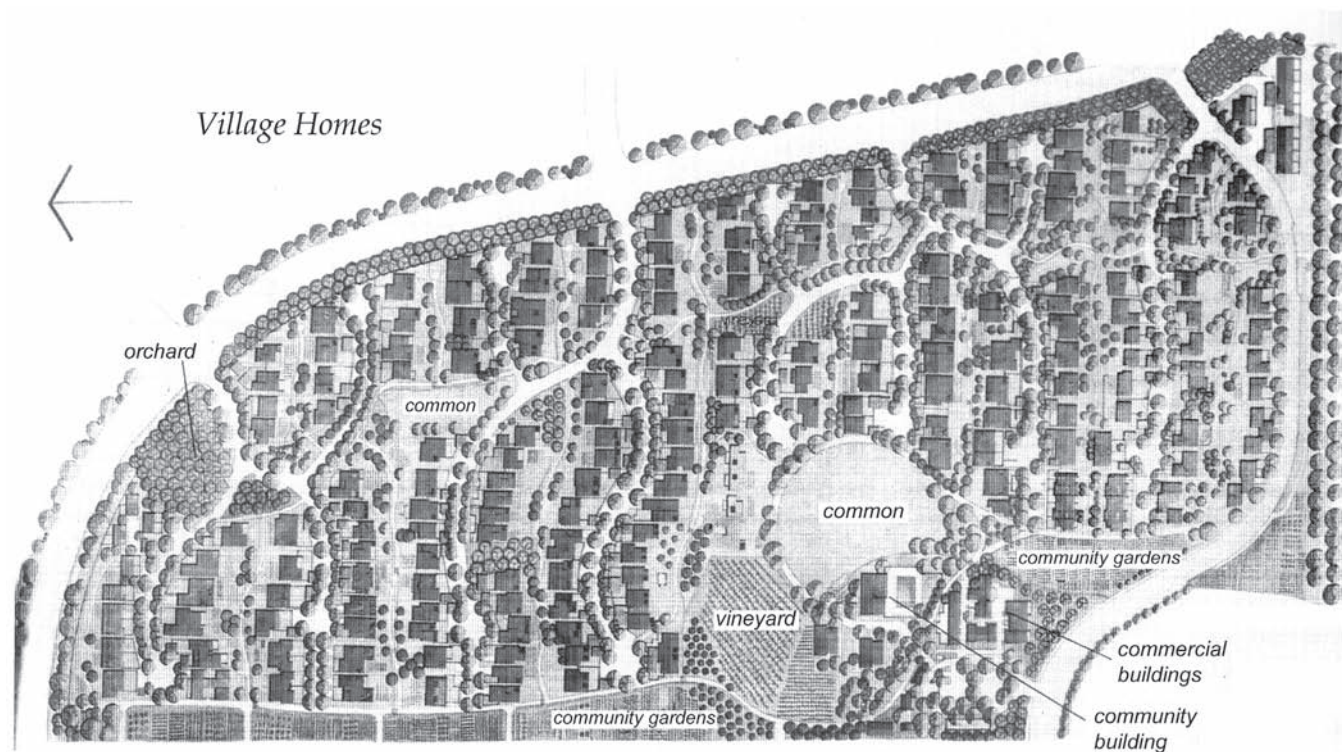 Village Homes
orchard
common
common
community gardens
vineyard
commercial
buildings
community gardens
community
building